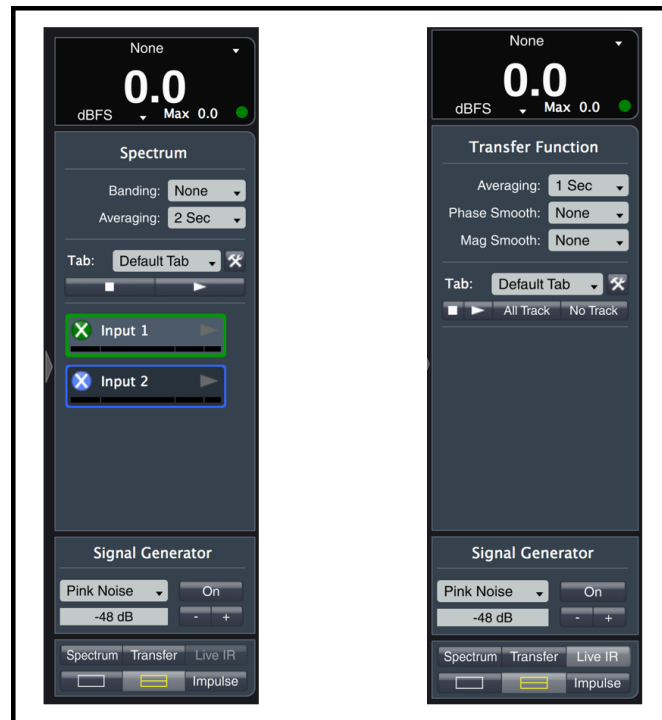 None
0.0
dBFS Max 0.0
Spectrum
Banding: None
Averaging: 2 Sec
Tab: Default Tab
Input 1
Input 2
Signal Generator
Pink Noise On
-48 dB - +
Spectrum Transfer Live IR
Impulse
None
0.0
dBFS Max 0.0
Transfer Function
Averaging: 1 Sec
Phase Smooth: None
Mag Smooth: None
Tab: Default Tab
All Track No Track
Signal Generator
Pink Noise On
-48 dB - +
Spectrum Transfer Live IR
Impulse